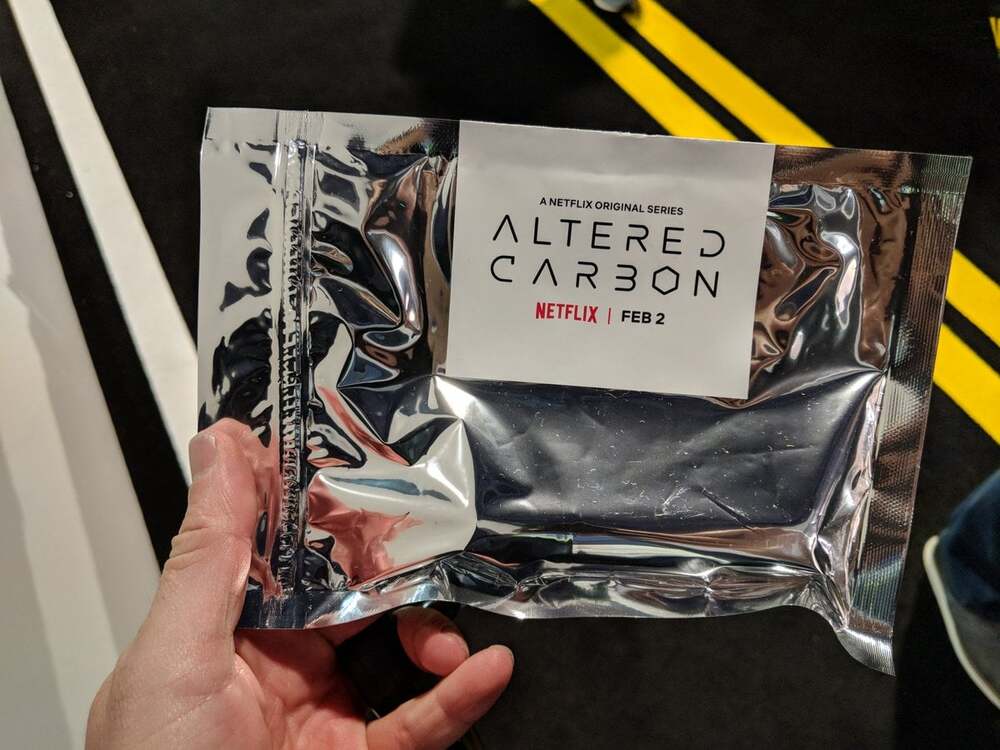 A NETFLIX ORIGINAL SERIES
ALTERED
CARBON
NETFLIX | FEB 2